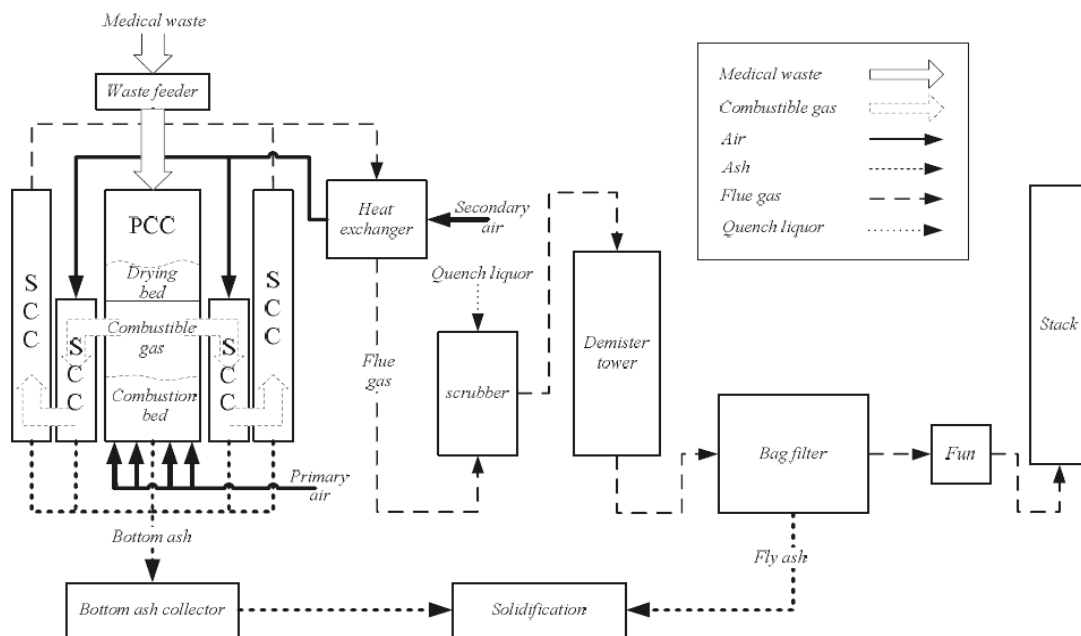 Medical waste
Waste feeder
PCC
Drying
bed
Combustible
gas
Combustion
bed
S
C
C
S
C
C
S
C
C
S
C
C
Heat
exchanger
Secondary
air
Primary
air
Flue
gas
Quench liquor
scrubber
Demister
tower
Bag filter
Fun
Stack
Bottom ash
Fly ash
Bottom ash collector
Solidification
Medical waste
Combustible gas
Air
Ash
Flue gas
Quench liquor